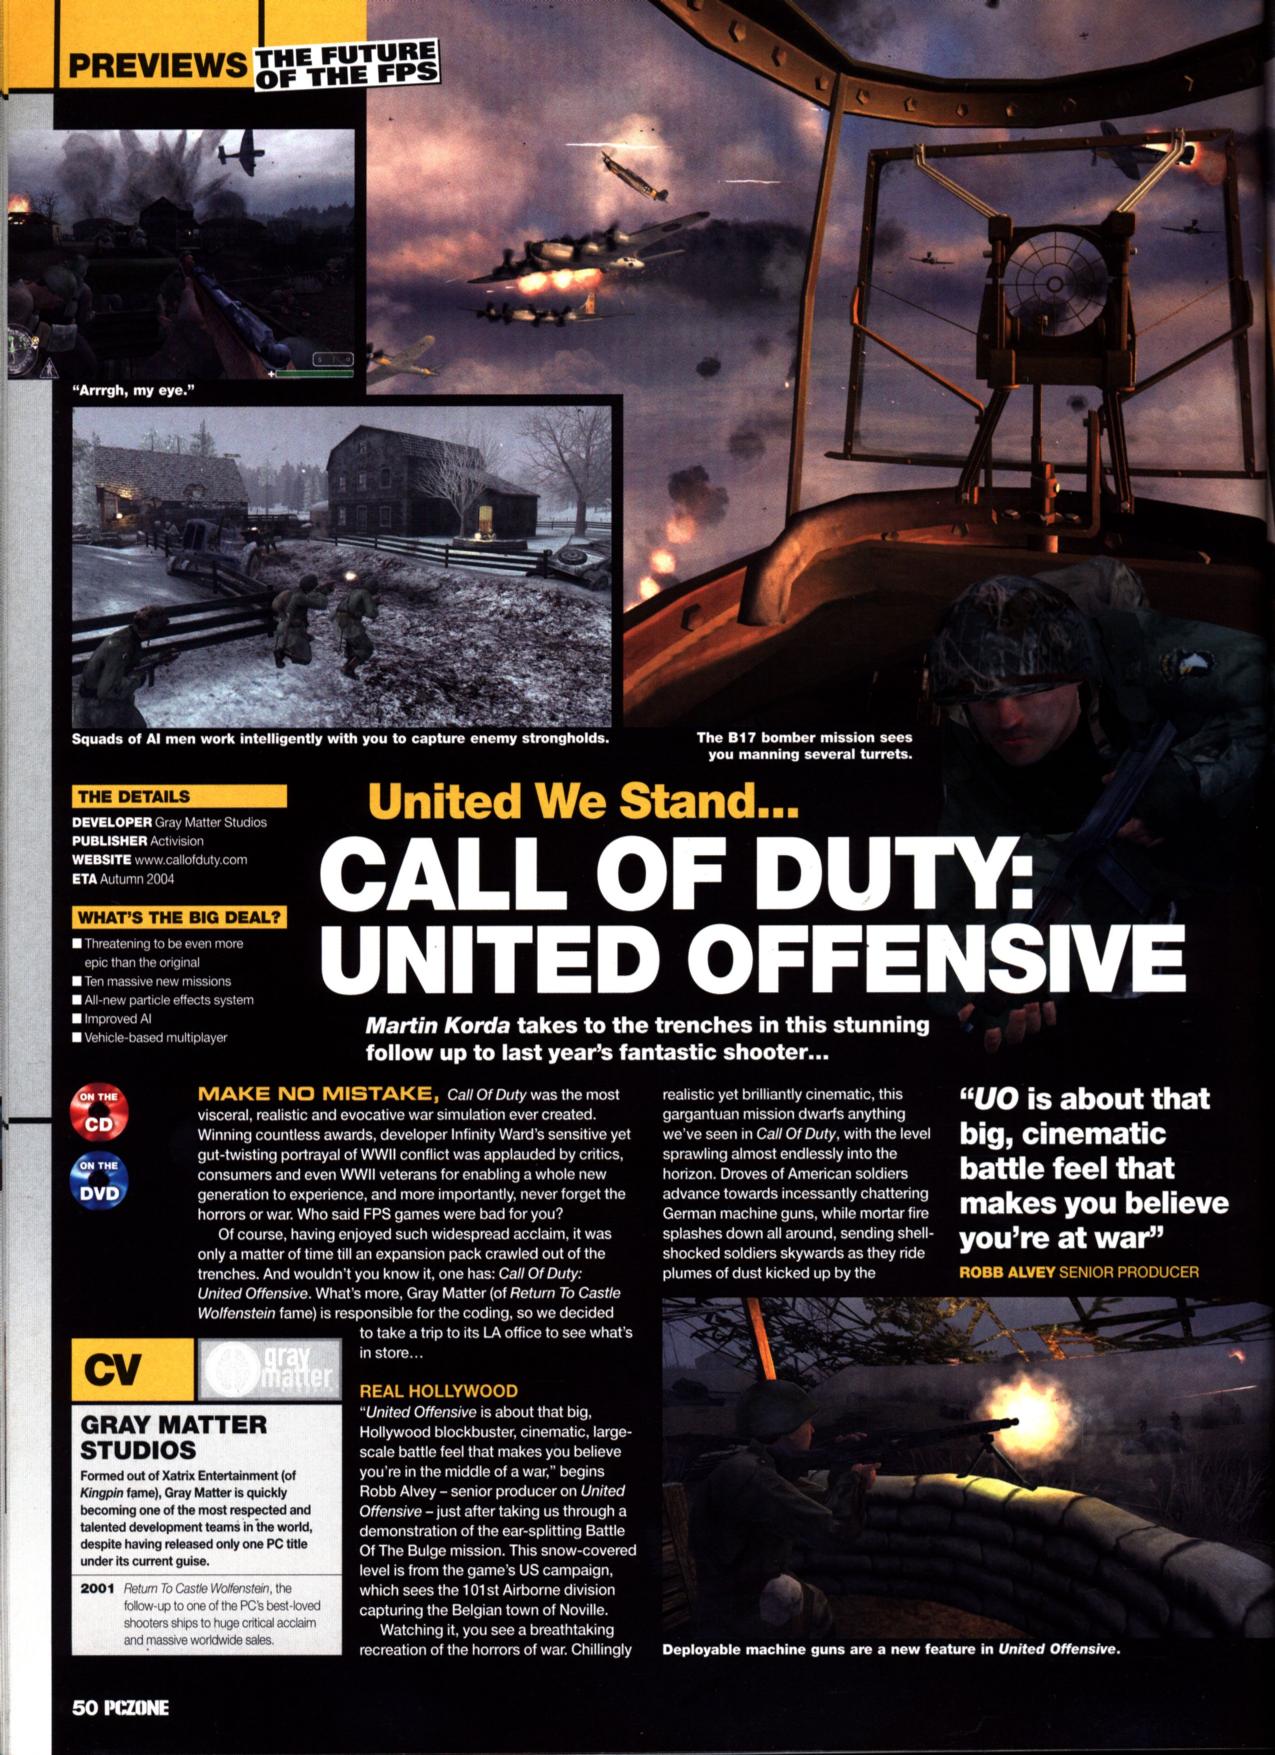 PREVIEWS
THE FUTURE
OF THE FPS
“Arrrgh, my eye.”
Squads of AI men work intelligently with you to capture enemy strongholds.
The B17 bomber mission sees
you manning several turrets.
THE DETAILS
DEVELOPER Gray Matter Studios
PUBLISHER Activision
WEBSITE www.callofduty.com
ETA Autumn 2004
WHAT'S THE BIG DEAL?
■ Threatening to be even more
epic than the original
■ Ten massive new missions
■ All-new particle effects system
■ Improved AI
■ Vehicle-based multiplayer
United We Stand...
CALL OF DUTY:
UNITED OFFENSIVE
Martin Korda takes to the trenches in this stunning
follow up to last year's fantastic shooter...
ON THE
CD
ON THE
DVD
MAKE NO MISTAKE, Call Of Duty was the most
visceral, realistic and evocative war simulation ever created.
Winning countless awards, developer Infinity Ward's sensitive yet
gut-twisting portrayal of WWII conflict was applauded by critics,
consumers and even WWII veterans for enabling a whole new
generation to experience, and more importantly, never forget the
horrors or war. Who said FPS games were bad for you?
Of course, having enjoyed such widespread acclaim, it was
only a matter of time till an expansion pack crawled out of the
trenches. And wouldn't you know it, one has: Call Of Duty:
United Offensive. What's more, Gray Matter (of Return To Castle
Wolfenstein fame) is responsible for the coding, so we decided
to take a trip to its LA office to see what's
in store...
REAL HOLLYWOOD
“United Offensive is about that big,
Hollywood blockbuster, cinematic, large-
scale battle feel that makes you believe
you're in the middle of a war,” begins
Robb Alvey – senior producer on United
Offensive – just after taking us through a
demonstration of the ear-splitting Battle
Of The Bulge mission. This snow-covered
level is from the game's US campaign,
which sees the 101st Airborne division
capturing the Belgian town of Noville.
Watching it, you see a breathtaking
recreation of the horrors of war. Chillingly
realistic yet brilliantly cinematic, this
gargantuan mission dwarfs anything
we've seen in Call Of Duty, with the level
sprawling almost endlessly into the
horizon. Droves of American soldiers
advance towards incessantly chattering
German machine guns, while mortar fire
splashes down all around, sending shell-
shocked soldiers skywards as they ride
plumes of dust kicked up by the
“UO is about that
big, cinematic
battle feel that
makes you believe
you're at war”
ROBB ALVEY SENIOR PRODUCER
CV
gray
matter
GRAY MATTER
STUDIOS
Formed out of Xatrix Entertainment (of
Kingpin fame), Gray Matter is quickly
becoming one of the most respected and
talented development teams in the world,
despite having released only one PC title
under its current guise.
2001 Return To Castle Wolfenstein, the
follow-up to one of the PC's best-loved
shooters ships to huge critical acclaim
and massive worldwide sales.
Deployable machine guns are a new feature in United Offensive.
50 PCZONE